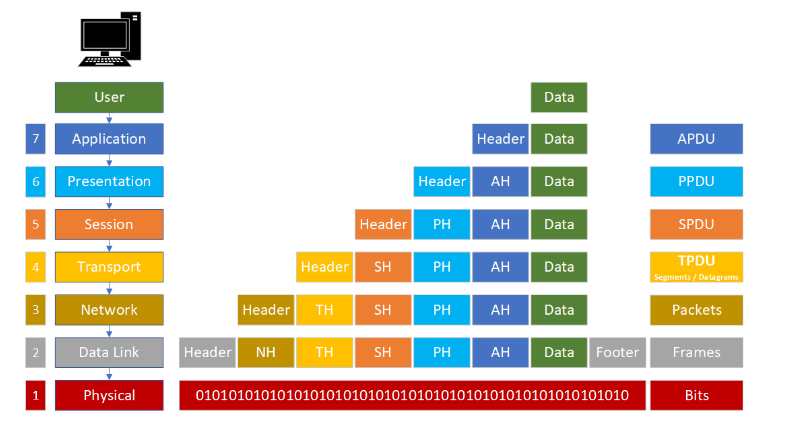 User Data
7 Application Header Data APDU
6 Presentation Header AH Data PPDU
5 Session Header PH AH Data SPDU
4 Transport Header SH PH AH Data TPDU
Segments / Datagrams
3 Network Header TH SH PH AH Data Packets
2 Data Link Header NH TH SH PH AH Data Footer Frames
1 Physical 01010101010101010101010101010101010101010101010101010 Bits